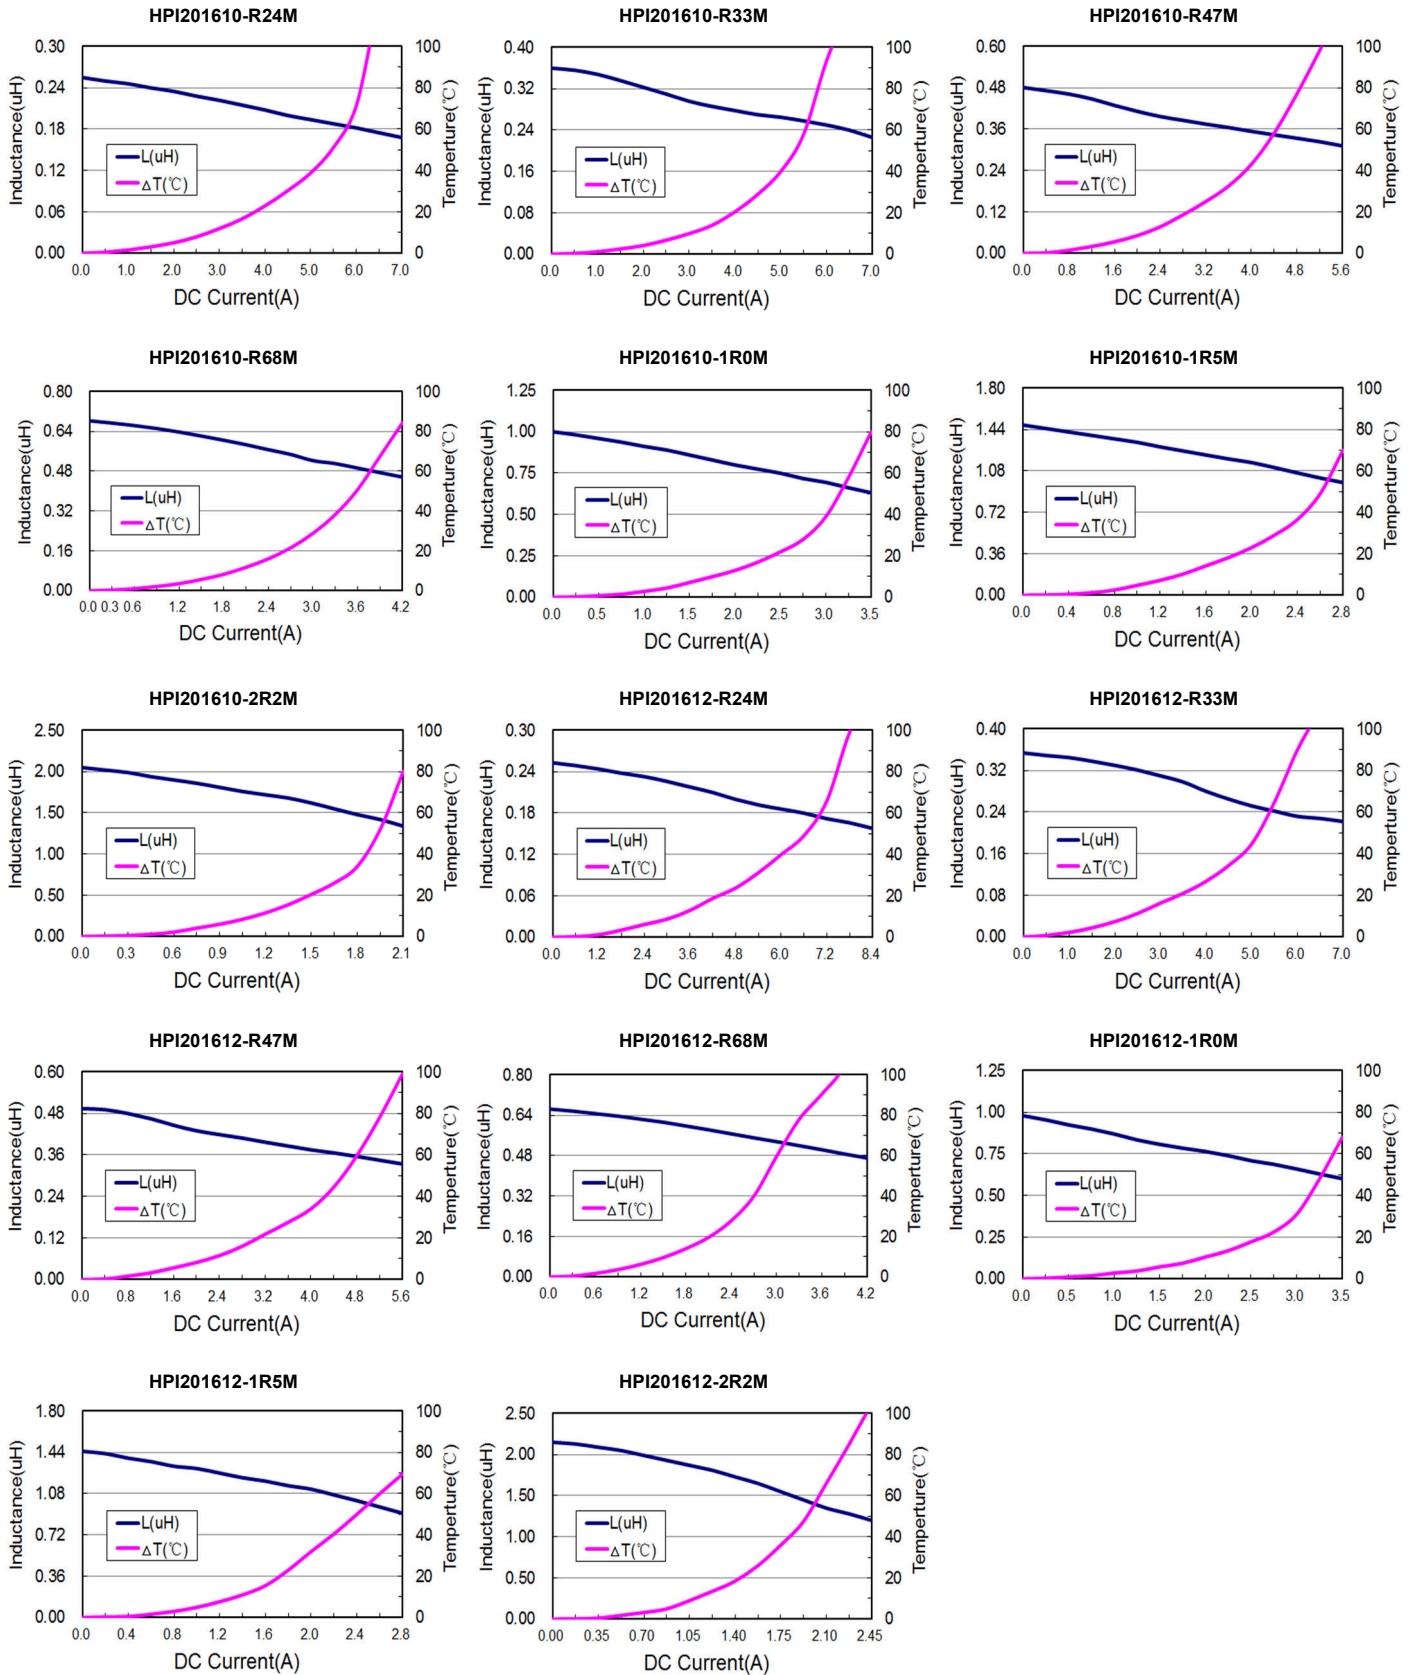 HPI201610-R24M
HPI201610-R33M
HPI201610-R47M
Inductance(uH)
0.30
0.24
0.18
0.12
0.06
0.00
L(uH)
△T(℃)
100
80
60
40
20
0
Temperture(℃)
0.0 1.0 2.0 3.0 4.0 5.0 6.0 7.0
DC Current(A)
Inductance(uH)
0.40
0.32
0.24
0.16
0.08
0.00
L(uH)
△T(℃)
100
80
60
40
20
0
Temperture(℃)
0.0 1.0 2.0 3.0 4.0 5.0 6.0 7.0
DC Current(A)
Inductance(uH)
0.60
0.48
0.36
0.24
0.12
0.00
L(uH)
△T(℃)
100
80
60
40
20
0
Temperture(℃)
0.0 0.8 1.6 2.4 3.2 4.0 4.8 5.6
DC Current(A)
HPI201610-R68M
HPI201610-1R0M
HPI201610-1R5M
Inductance(uH)
0.80
0.64
0.48
0.32
0.16
0.00
L(uH)
△T(℃)
100
80
60
40
20
0
Temperture(℃)
0.0 0.3 0.6 1.2 1.8 2.4 3.0 3.6 4.2
DC Current(A)
Inductance(uH)
1.25
1.00
0.75
0.50
0.25
0.00
L(uH)
△T(℃)
100
80
60
40
20
0
Temperture(℃)
0.0 0.5 1.0 1.5 2.0 2.5 3.0 3.5
DC Current(A)
Inductance(uH)
1.80
1.44
1.08
0.72
0.36
0.00
L(uH)
△T(℃)
100
80
60
40
20
0
Temperture(℃)
0.0 0.4 0.8 1.2 1.6 2.0 2.4 2.8
DC Current(A)
HPI201610-2R2M
HPI201612-R24M
HPI201612-R33M
Inductance(uH)
2.50
2.00
1.50
1.00
0.50
0.00
L(uH)
△T(℃)
100
80
60
40
20
0
Temperture(℃)
0.0 0.3 0.6 0.9 1.2 1.5 1.8 2.1
DC Current(A)
Inductance(uH)
0.30
0.24
0.18
0.12
0.06
0.00
L(uH)
△T(℃)
100
80
60
40
20
0
Temperture(℃)
0.0 1.2 2.4 3.6 4.8 6.0 7.2 8.4
DC Current(A)
Inductance(uH)
0.40
0.32
0.24
0.16
0.08
0.00
L(uH)
△T(℃)
100
80
60
40
20
0
Temperture(℃)
0.0 1.0 2.0 3.0 4.0 5.0 6.0 7.0
DC Current(A)
HPI201612-R47M
HPI201612-R68M
HPI201612-1R0M
Inductance(uH)
0.60
0.48
0.36
0.24
0.12
0.00
L(uH)
△T(℃)
100
80
60
40
20
0
Temperture(℃)
0.0 0.8 1.6 2.4 3.2 4.0 4.8 5.6
DC Current(A)
Inductance(uH)
0.80
0.64
0.48
0.32
0.16
0.00
L(uH)
△T(℃)
100
80
60
40
20
0
Temperture(℃)
0.0 0.6 1.2 1.8 2.4 3.0 3.6 4.2
DC Current(A)
Inductance(uH)
1.25
1.00
0.75
0.50
0.25
0.00
L(uH)
△T(℃)
100
80
60
40
20
0
Temperture(℃)
0.0 0.5 1.0 1.5 2.0 2.5 3.0 3.5
DC Current(A)
HPI201612-1R5M
HPI201612-2R2M
Inductance(uH)
1.80
1.44
1.08
0.72
0.36
0.00
L(uH)
△T(℃)
100
80
60
40
20
0
Temperture(℃)
0.0 0.4 0.8 1.2 1.6 2.0 2.4 2.8
DC Current(A)
Inductance(uH)
2.50
2.00
1.50
1.00
0.50
0.00
L(uH)
△T(℃)
100
80
60
40
20
0
Temperture(℃)
0.00 0.35 0.70 1.05 1.40 1.75 2.10 2.45
DC Current(A)